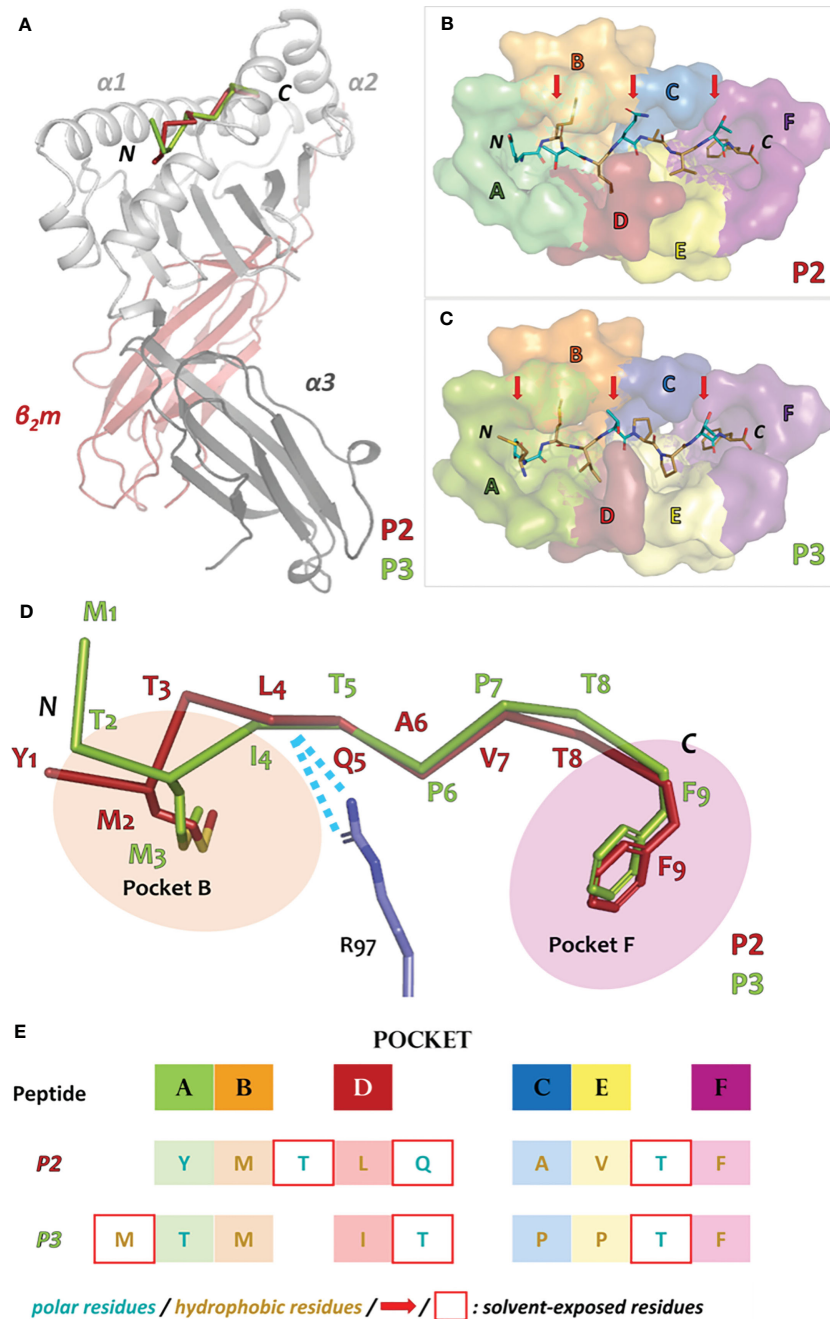 A
α1
α2
C
N
α3
β₂m
P2
P3
B
B
C
F
N
C
A
D
E
P2
C
B
C
F
N
C
A
D
E
P3
D
M1
T3
L4
T5
P7
T8
N
T2
A6
C
Y1
I4
Q5
V7
T8
M2
P6
F9
M3
F9
Pocket B
R97
Pocket F
P2
P3
E
POCKET
Peptide A B D C E F
P2 Y M T L Q A V T F
P3 M T M I T P P T F
polar residues / hydrophobic residues / / : solvent-exposed residues